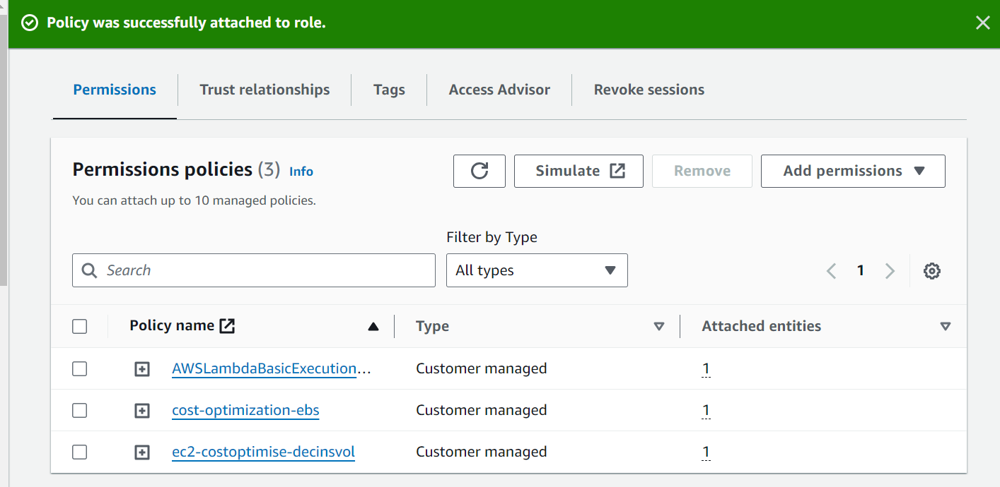 Policy was successfully attached to role.
Permissions
Trust relationships
Tags
Access Advisor
Revoke sessions
Permissions policies (3) Info
Simulate
Remove
Add permissions
You can attach up to 10 managed policies.
Filter by Type
Search
All types
1
Policy name
Type
Attached entities
AWSLambdaBasicExecution...
Customer managed
1
cost-optimization-ebs
Customer managed
1
ec2-costoptimise-decinsvol
Customer managed
1